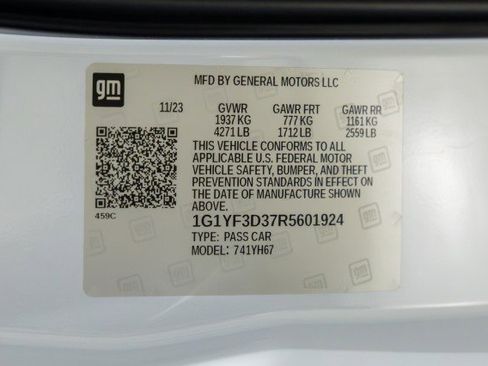 gm
MFD BY GENERAL MOTORS LLC
11/23 GVWR GAWR FRT GAWR RR
1937 KG 777 KG 1161 KG
4271 LB 1712 LB 2559 LB
THIS VEHICLE CONFORMS TO ALL
APPLICABLE U.S. FEDERAL MOTOR
VEHICLE SAFETY, BUMPER, AND THEFT
PREVENTION STANDARDS IN EFFECT ON
THE DATE OF MANUFACTURE
SHOWN ABOVE.
459C
1G1YF3D37R5601924
TYPE: PASS CAR
MODEL: 741YH67